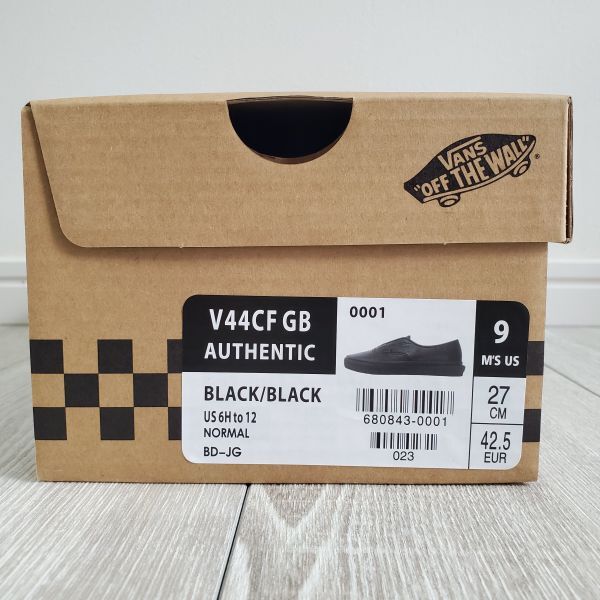 VANS
"OFF THE WALL"®
V44CF GB
AUTHENTIC
BLACK/BLACK
US 6H to 12
NORMAL
BD-JG
0001
680843-0001
023
9
M'S US
27
CM
42.5
EUR